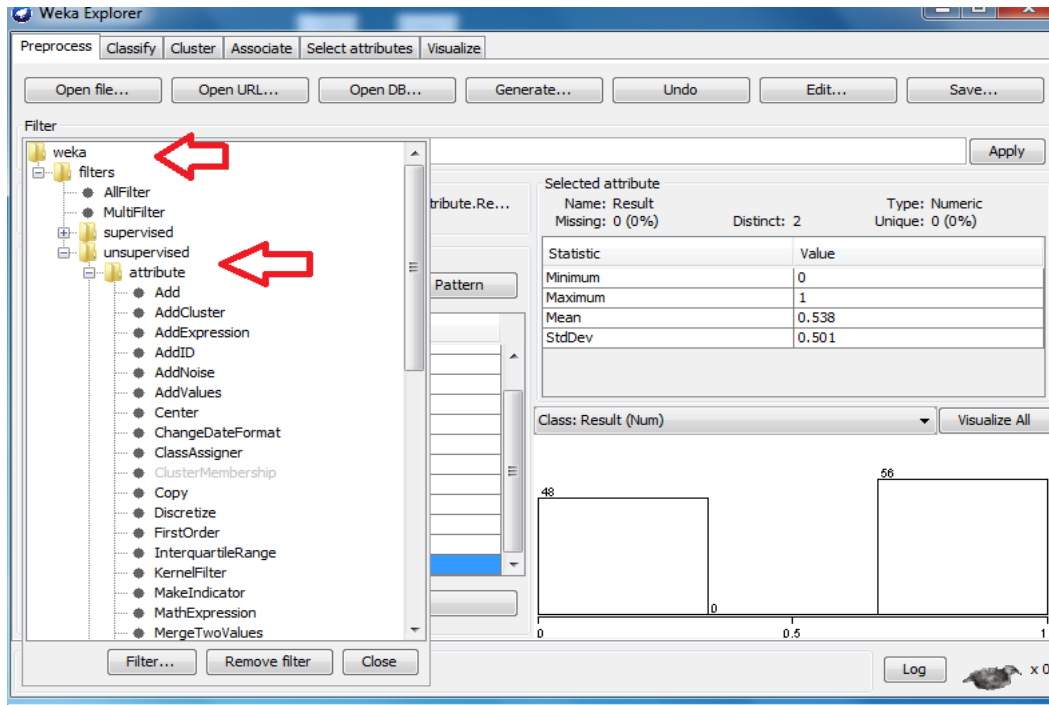 Weka Explorer
Preprocess Classify Cluster Associate Select attributes Visualize
Open file... Open URL... Open DB... Generate... Undo Edit... Save...
Filter
weka
filters
AllFilter
MultiFilter
supervised
unsupervised
attribute
Add
AddCluster
AddExpression
AddID
AddNoise
AddValues
Center
ChangeDateFormat
ClassAssigner
ClusterMembership
Copy
Discretize
FirstOrder
InterquartileRange
KernelFilter
MakeIndicator
MathExpression
MergeTwoValues
Filter... Remove filter Close
Apply
tribute.Re...
Pattern
Selected attribute
Name: Result Type: Numeric
Missing: 0 (0%) Distinct: 2 Unique: 0 (0%)
Statistic Value
Minimum 0
Maximum 1
Mean 0.538
StdDev 0.501
Class: Result (Num) Visualize All
48 56
0
0 0.5 1
Log x 0